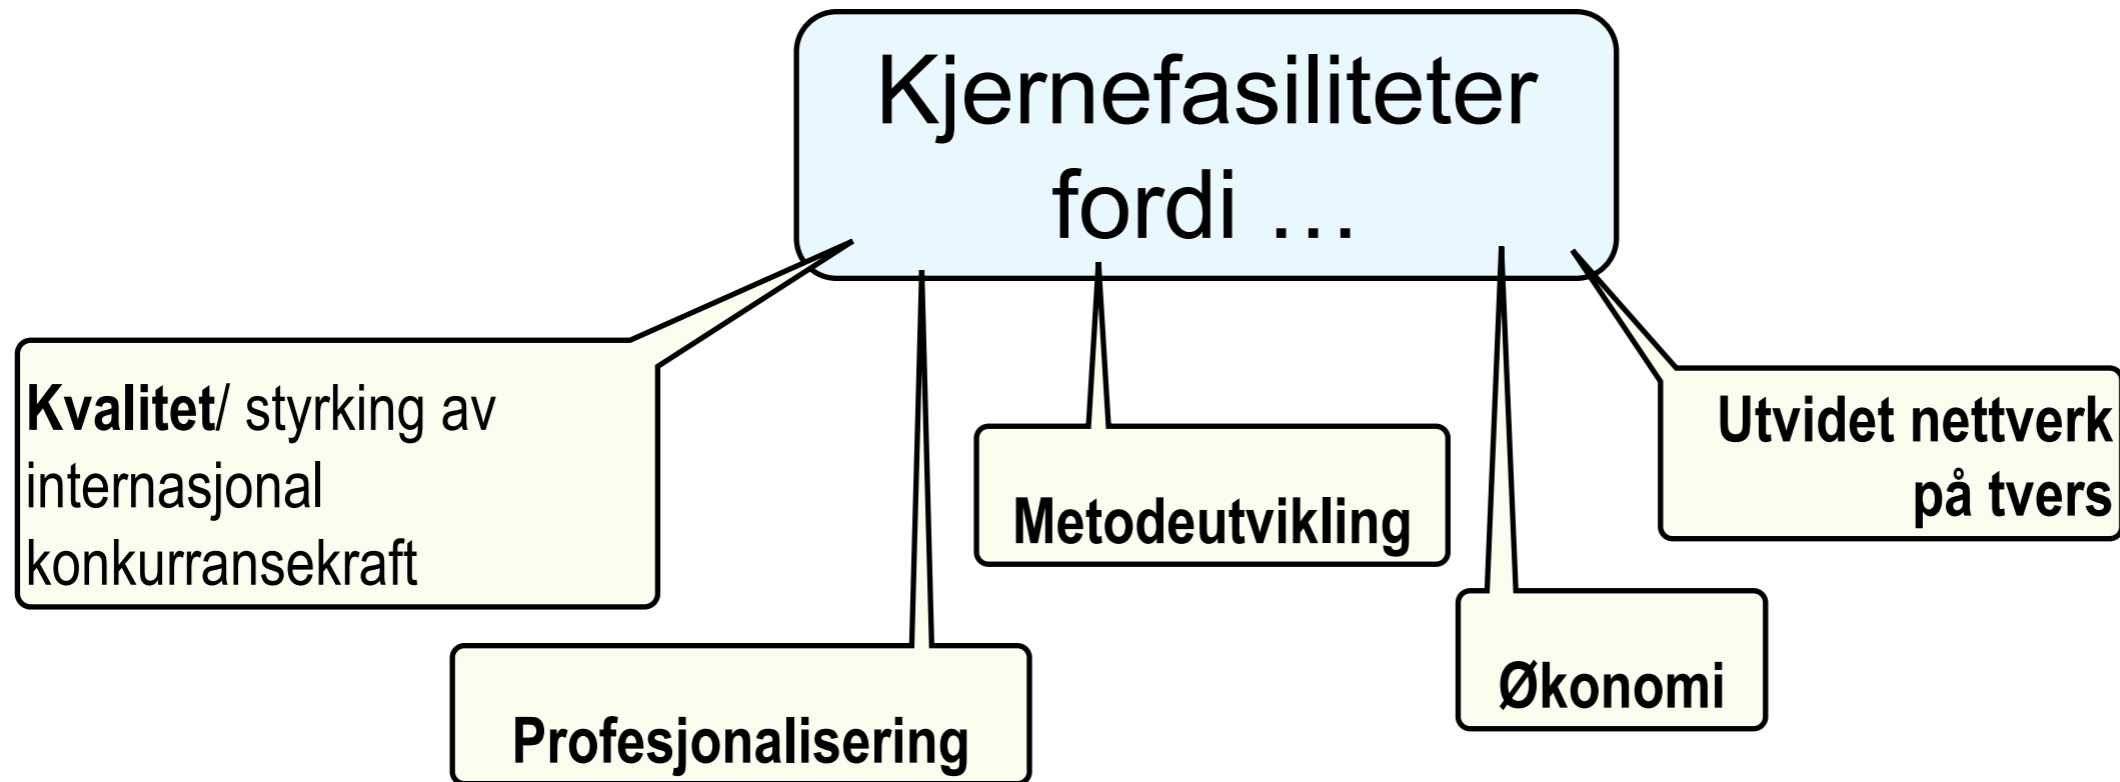 Kjernefasiliteter
fordi …
Kvalitet/ styrking av
internasjonal
konkurransekraft
Profesjonalisering
Metodeutvikling
Økonomi
Utvidet nettverk
på tvers